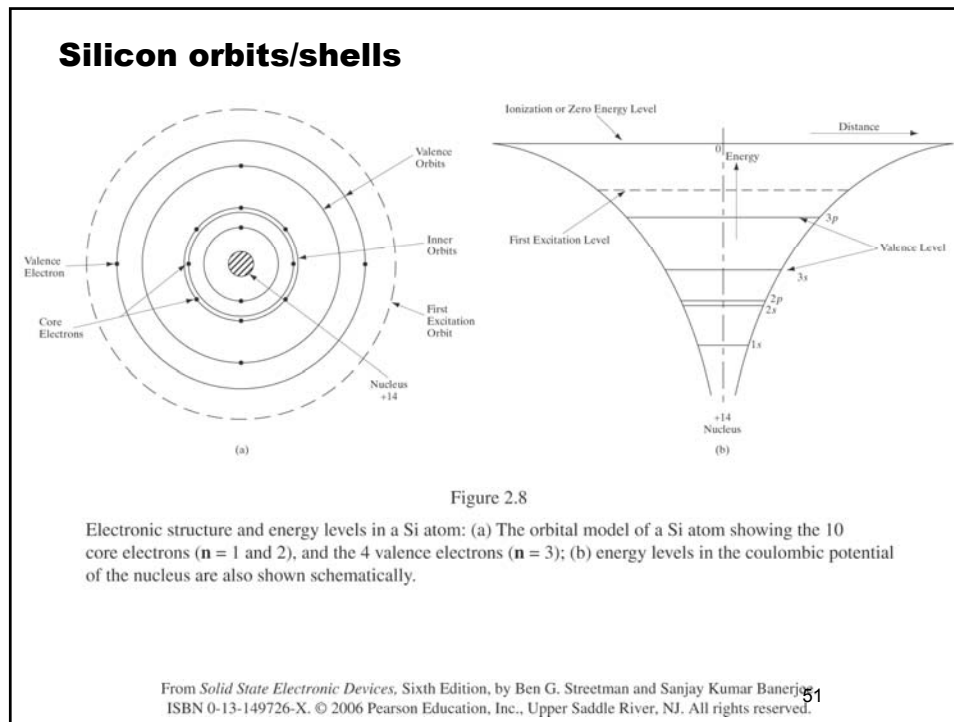 Silicon orbits/shells
Valence
Orbits
Inner
Orbits
Valence
Electron
Core
Electrons
First
Excitation
Orbit
Nucleus
+14
(a)
Ionization or Zero Energy Level
Distance
0
Energy
First Excitation Level
3p
Valence Level
3s
2p
2s
1s
+14
Nucleus
(b)
Figure 2.8
Electronic structure and energy levels in a Si atom: (a) The orbital model of a Si atom showing the 10
core electrons (n = 1 and 2), and the 4 valence electrons (n = 3); (b) energy levels in the coulombic potential
of the nucleus are also shown schematically.
From Solid State Electronic Devices, Sixth Edition, by Ben G. Streetman and Sanjay Kumar Banerjee.
ISBN 0-13-149726-X. © 2006 Pearson Education, Inc., Upper Saddle River, NJ. All rights reserved.
51